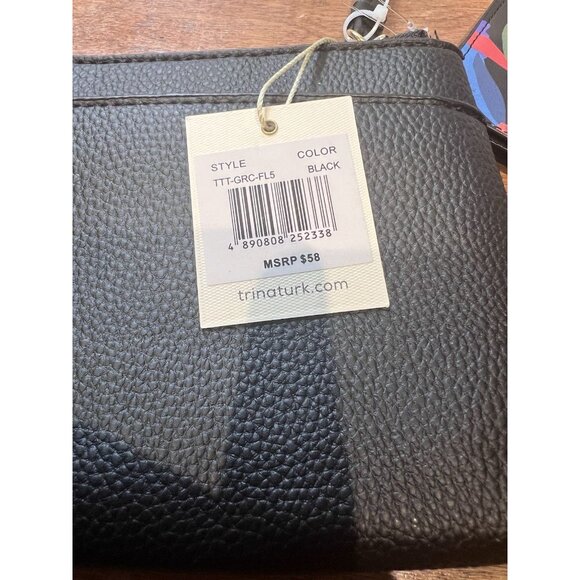 STYLE COLOR
TTT-GRC-FL5 BLACK
4 890808 252338
MSRP $58
trinaturk.com